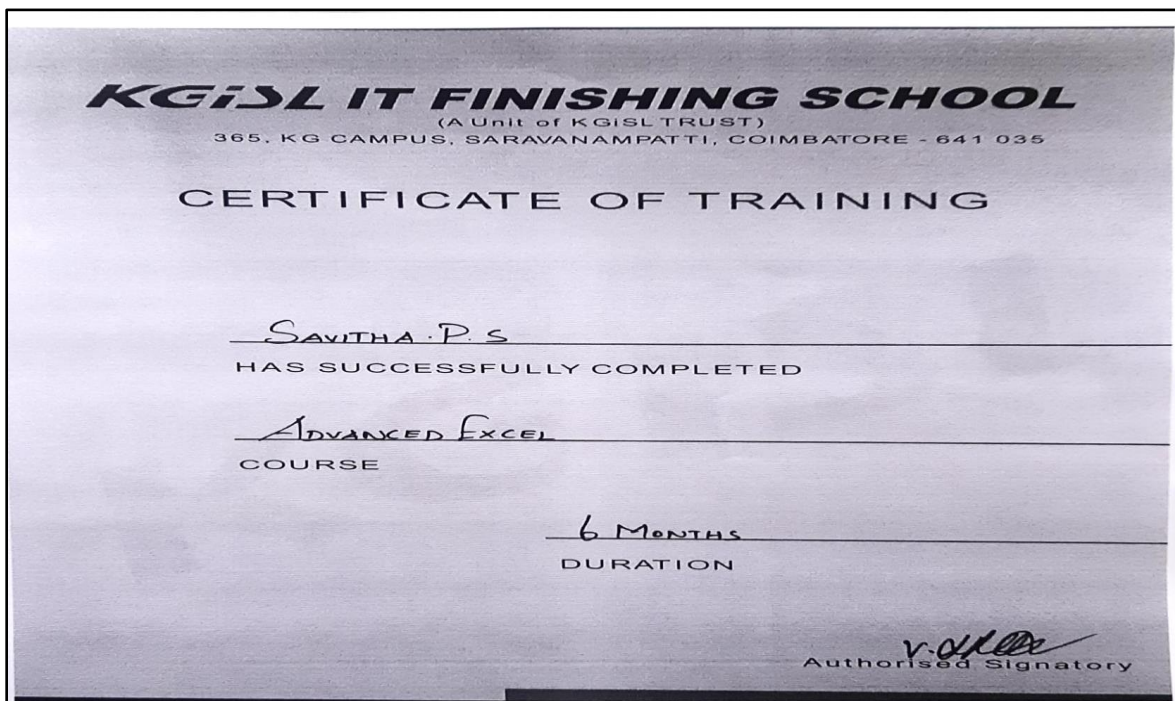 KGiSL IT FINISHING SCHOOL
(A Unit of KGiSL TRUST)
365, KG CAMPUS, SARAVANAMPATTI, COIMBATORE - 641 035
CERTIFICATE OF TRAINING
SAVITHA.P.S
HAS SUCCESSFULLY COMPLETED
ADVANCED EXCEL
COURSE
6 MONTHS
DURATION
Authorised Signatory